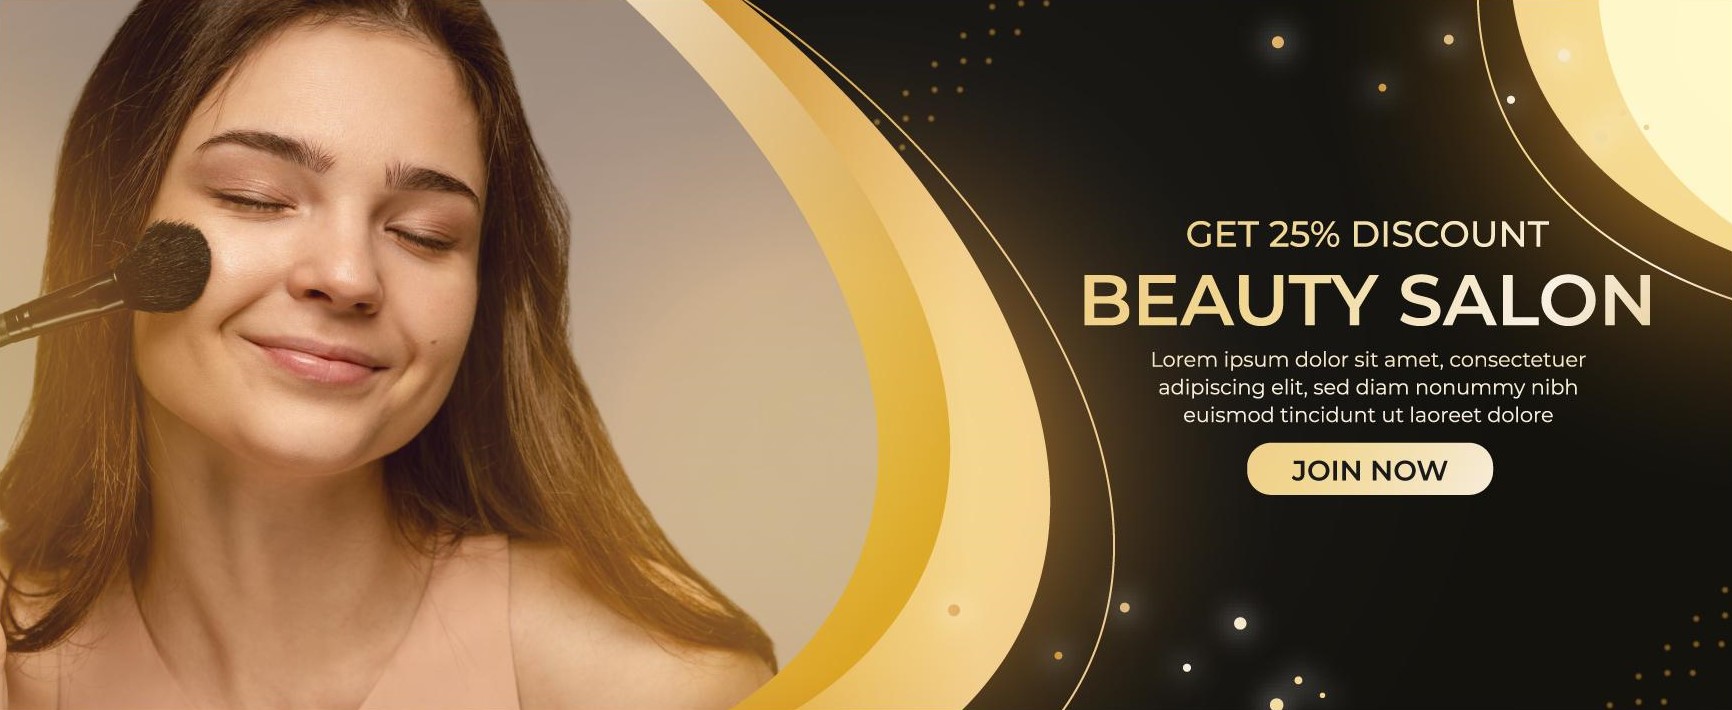 GET 25% DISCOUNT
BEAUTY SALON
Lorem ipsum dolor sit amet, consectetuer
adipiscing elit, sed diam nonummy nibh
euismod tincidunt ut laoreet dolore
JOIN NOW